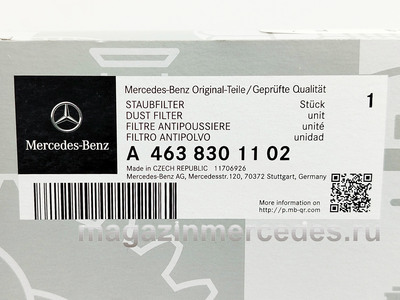 Mercedes-Benz Original-Teile/Geprüfte Qualität
STAUBFILTER Stück 1
DUST FILTER unit
FILTRE ANTIPOUSSIERE unité
FILTRO ANTIPOLVO unidad
Mercedes-Benz
A 463 830 11 02
Made in CZECH REPUBLIC 11706926
Mercedes-Benz AG, Mercedesstr.120, 70372 Stuttgart, Germany
More information on
http://p.mb-qr.com
magazinmercedes.ru